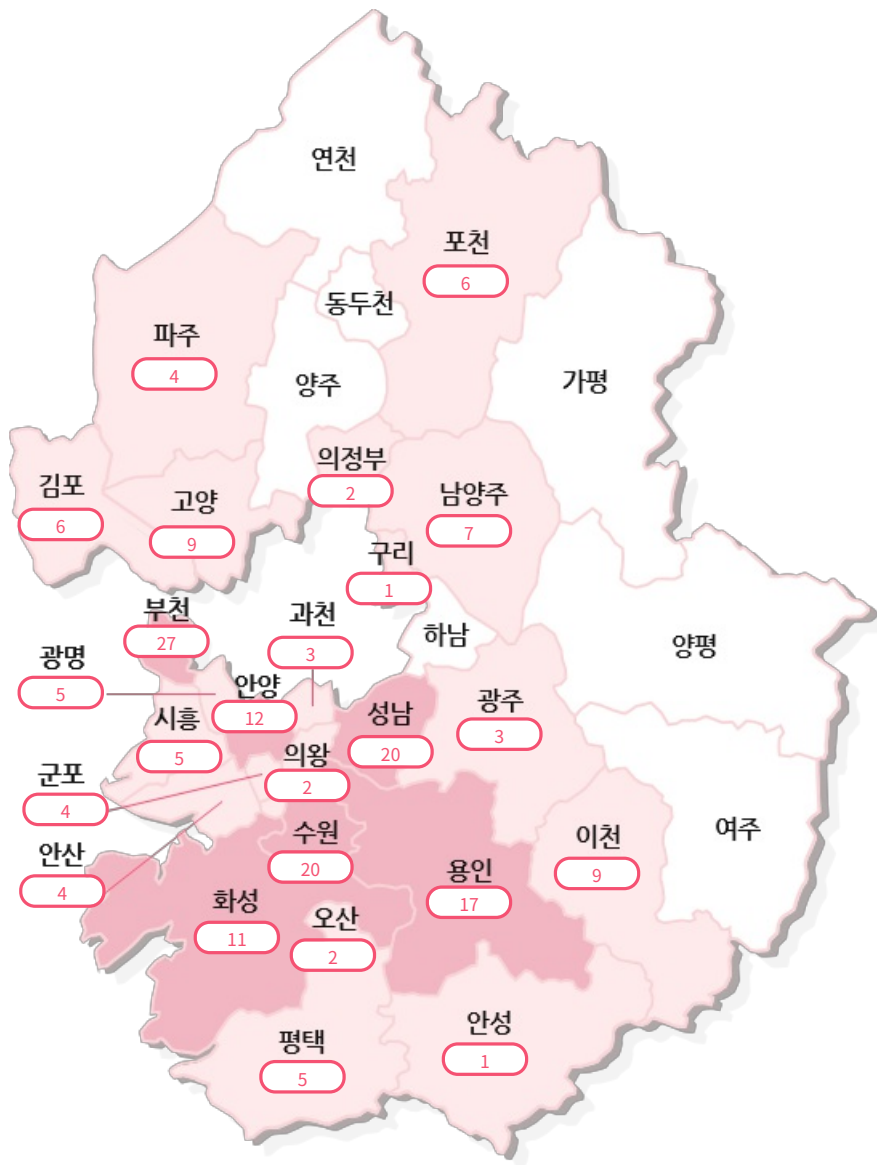 연천
포천
6
동두천
파주
4
양주
가평
의정부
2
김포
6
고양
9
남양주
7
구리
1
부천
27
과천
3
하남
양평
광명
5
안양
12
시흥
5
성남
20
광주
3
의왕
2
군포
4
수원
20
이천
9
여주
안산
4
용인
17
화성
11
오산
2
안성
1
평택
5